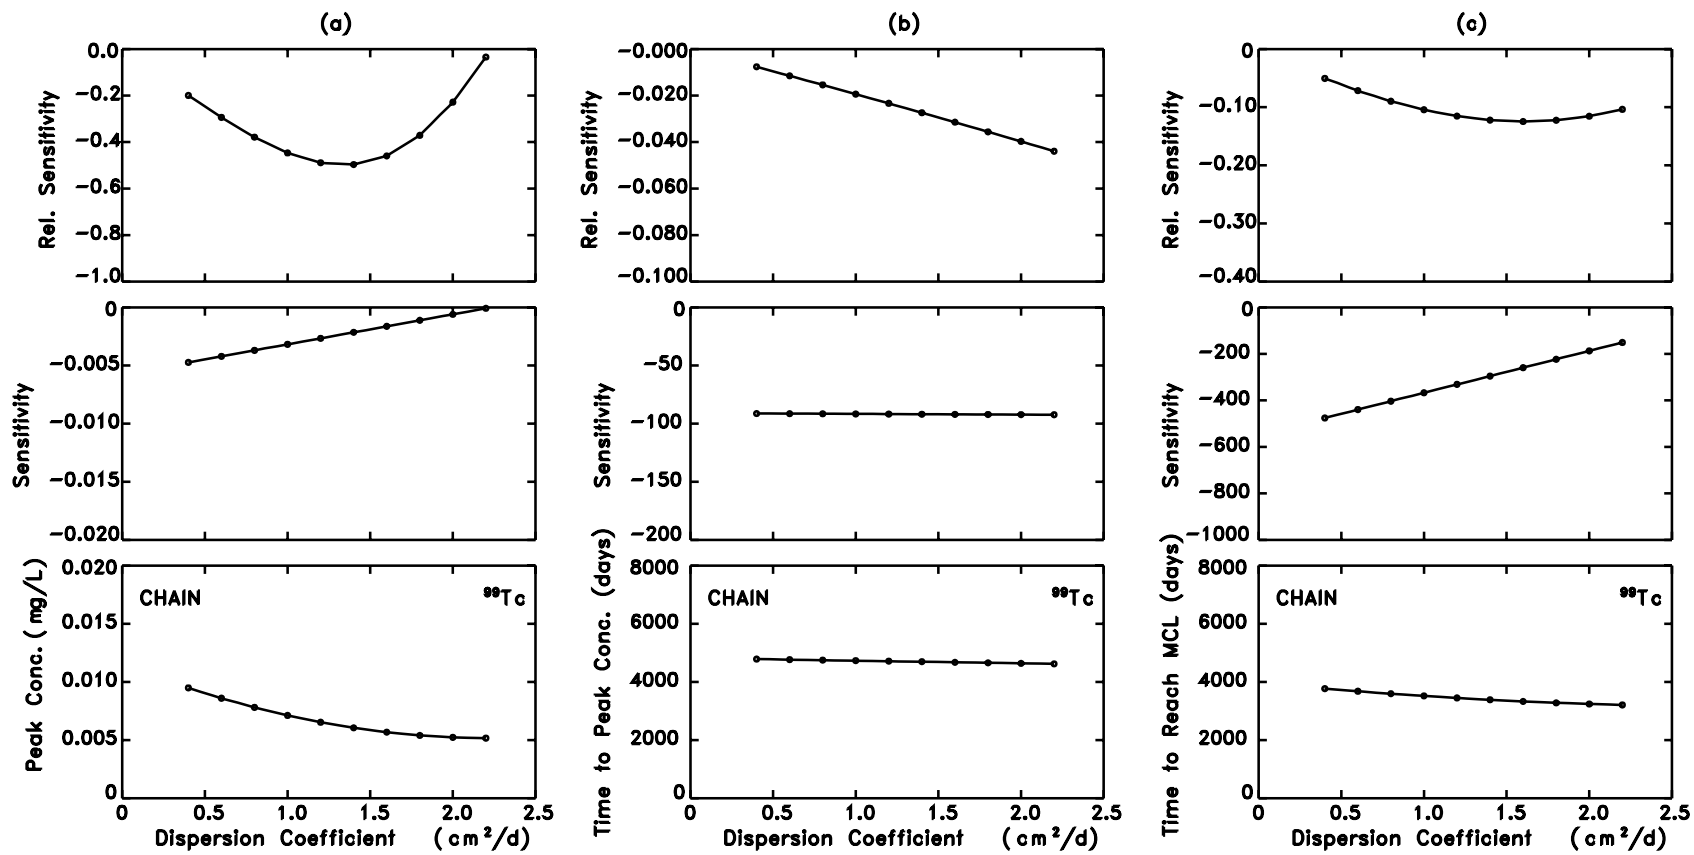 (a)
(b)
(c)
Rel. Sensitivity
0.0
−0.2
−0.4
−0.6
−0.8
−1.0
Rel. Sensitivity
−0.000
−0.020
−0.040
−0.060
−0.080
−0.100
Rel. Sensitivity
0
−0.10
−0.20
−0.30
−0.40
Sensitivity
0
−0.005
−0.010
−0.015
−0.020
Sensitivity
0
−50
−100
−150
−200
Sensitivity
0
−200
−400
−600
−800
−1000
Peak Conc. (mg/L)
0.020
0.015
0.010
0.005
0
CHAIN
⁹⁹Tc
0 0.5 1.0 1.5 2.0 2.5
Dispersion Coefficient (cm²/d)
Time to Peak Conc. (days)
8000
6000
4000
2000
0
CHAIN
⁹⁹Tc
0 0.5 1.0 1.5 2.0 2.5
Dispersion Coefficient (cm²/d)
Time to Reach MCL (days)
8000
6000
4000
2000
0
CHAIN
⁹⁹Tc
0 0.5 1.0 1.5 2.0 2.5
Dispersion Coefficient (cm²/d)